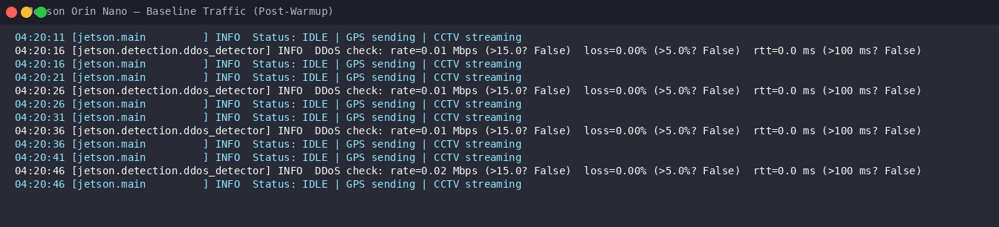 Jetson Orin Nano — Baseline Traffic (Post-Warmup)
04:20:11 [jetson.main         ] INFO  Status: IDLE | GPS sending | CCTV streaming
04:20:16 [jetson.detection.ddos_detector] INFO  DDoS check: rate=0.01 Mbps (>15.0? False)  loss=0.00% (>5.0%? False)  rtt=0.0 ms (>100 ms? False)
04:20:16 [jetson.main         ] INFO  Status: IDLE | GPS sending | CCTV streaming
04:20:21 [jetson.main         ] INFO  Status: IDLE | GPS sending | CCTV streaming
04:20:26 [jetson.detection.ddos_detector] INFO  DDoS check: rate=0.01 Mbps (>15.0? False)  loss=0.00% (>5.0%? False)  rtt=0.0 ms (>100 ms? False)
04:20:26 [jetson.main         ] INFO  Status: IDLE | GPS sending | CCTV streaming
04:20:31 [jetson.main         ] INFO  Status: IDLE | GPS sending | CCTV streaming
04:20:36 [jetson.detection.ddos_detector] INFO  DDoS check: rate=0.01 Mbps (>15.0? False)  loss=0.00% (>5.0%? False)  rtt=0.0 ms (>100 ms? False)
04:20:36 [jetson.main         ] INFO  Status: IDLE | GPS sending | CCTV streaming
04:20:41 [jetson.main         ] INFO  Status: IDLE | GPS sending | CCTV streaming
04:20:46 [jetson.detection.ddos_detector] INFO  DDoS check: rate=0.02 Mbps (>15.0? False)  loss=0.00% (>5.0%? False)  rtt=0.0 ms (>100 ms? False)
04:20:46 [jetson.main         ] INFO  Status: IDLE | GPS sending | CCTV streaming